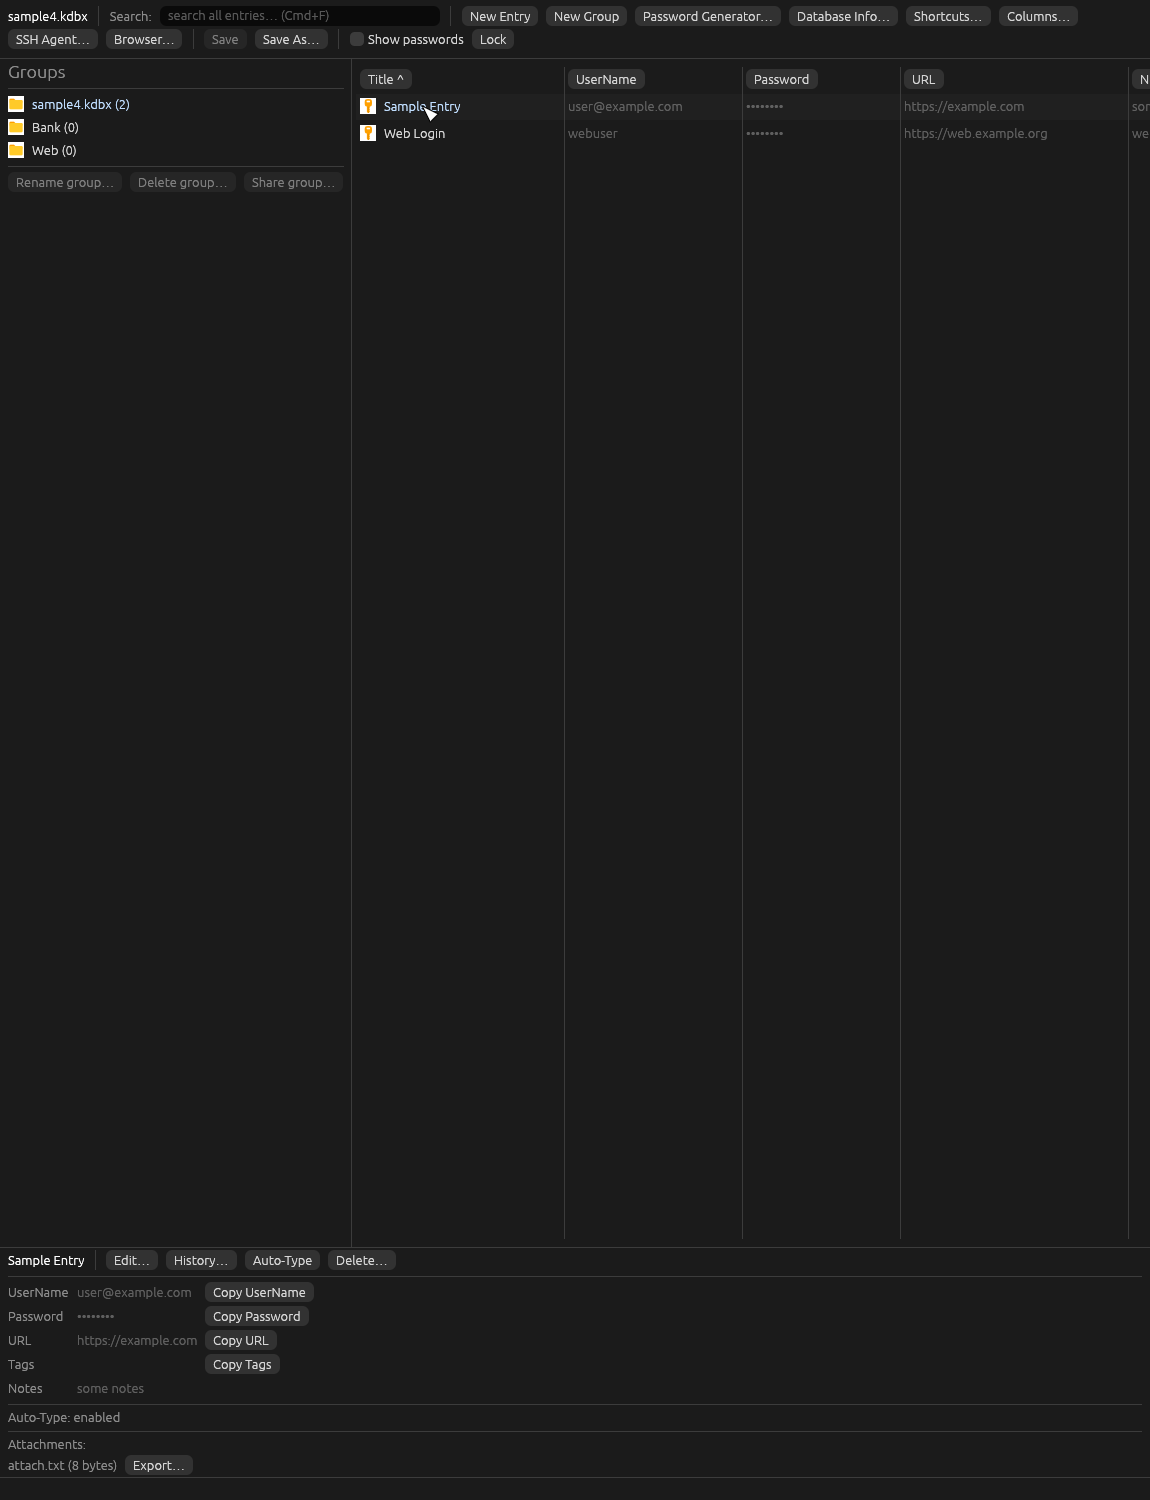 sample4.kdbx Search: search all entries... (Cmd+F) New Entry New Group Password Generator... Database Info... Shortcuts... Columns...
SSH Agent... Browser... Save Save As... Show passwords Lock
Groups
sample4.kdbx (2)
Bank (0)
Web (0)
Rename group... Delete group... Share group...
Title ^ UserName Password URL N
Sample Entry user@example.com •••••••• https://example.com sor
Web Login webuser •••••••• https://web.example.org we
Sample Entry Edit... History... Auto-Type Delete...
UserName user@example.com Copy UserName
Password •••••••• Copy Password
URL https://example.com Copy URL
Tags Copy Tags
Notes some notes
Auto-Type: enabled
Attachments:
attach.txt (8 bytes) Export...